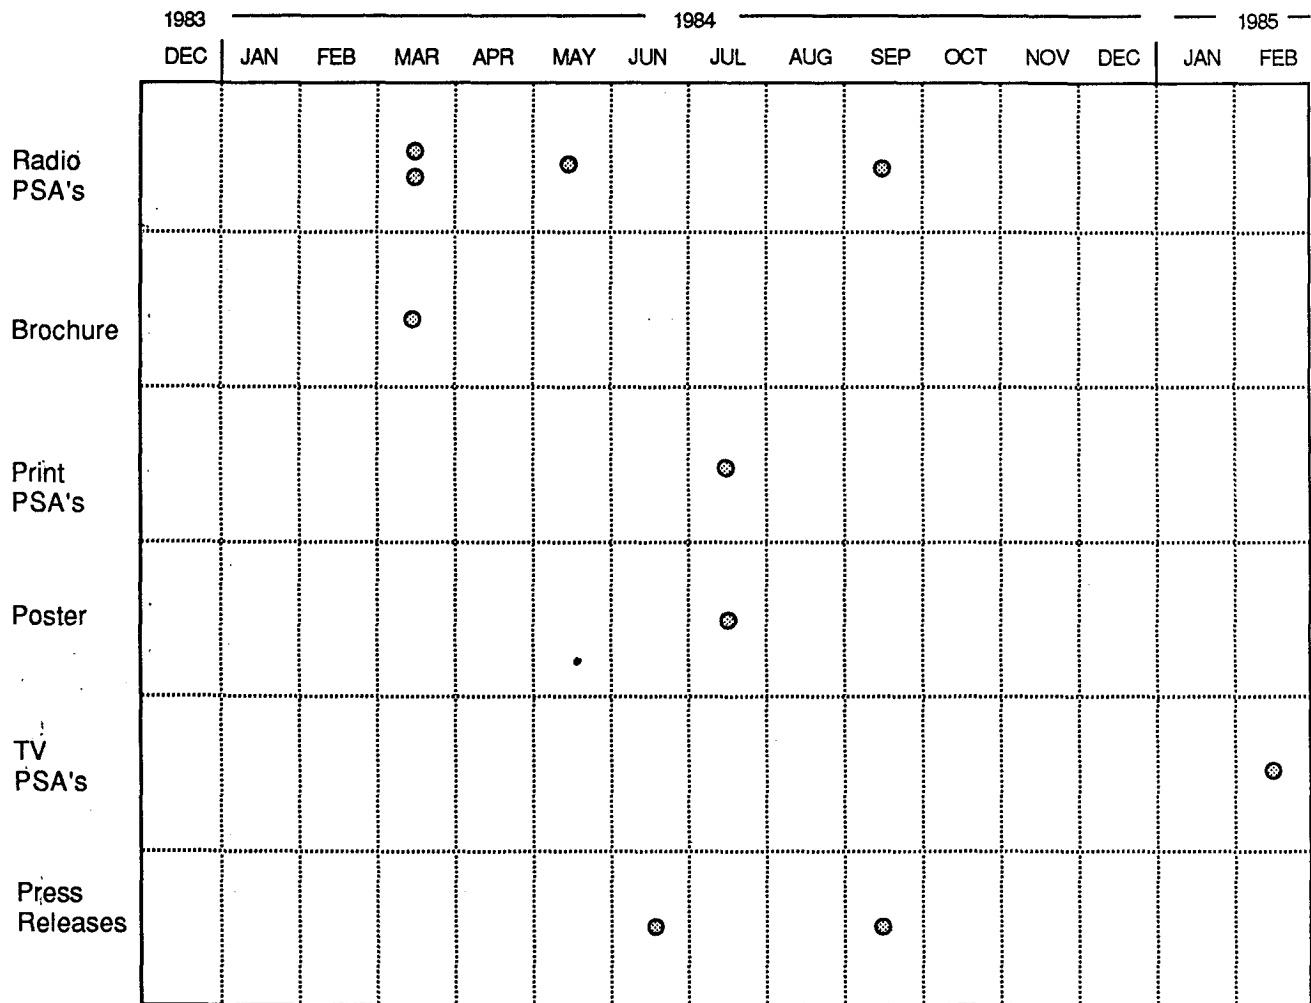 1983 1984 1985
DEC JAN FEB MAR APR MAY JUN JUL AUG SEP OCT NOV DEC JAN FEB
Radio
PSA's
Brochure
Print
PSA's
Poster
TV
PSA's
Press
Releases